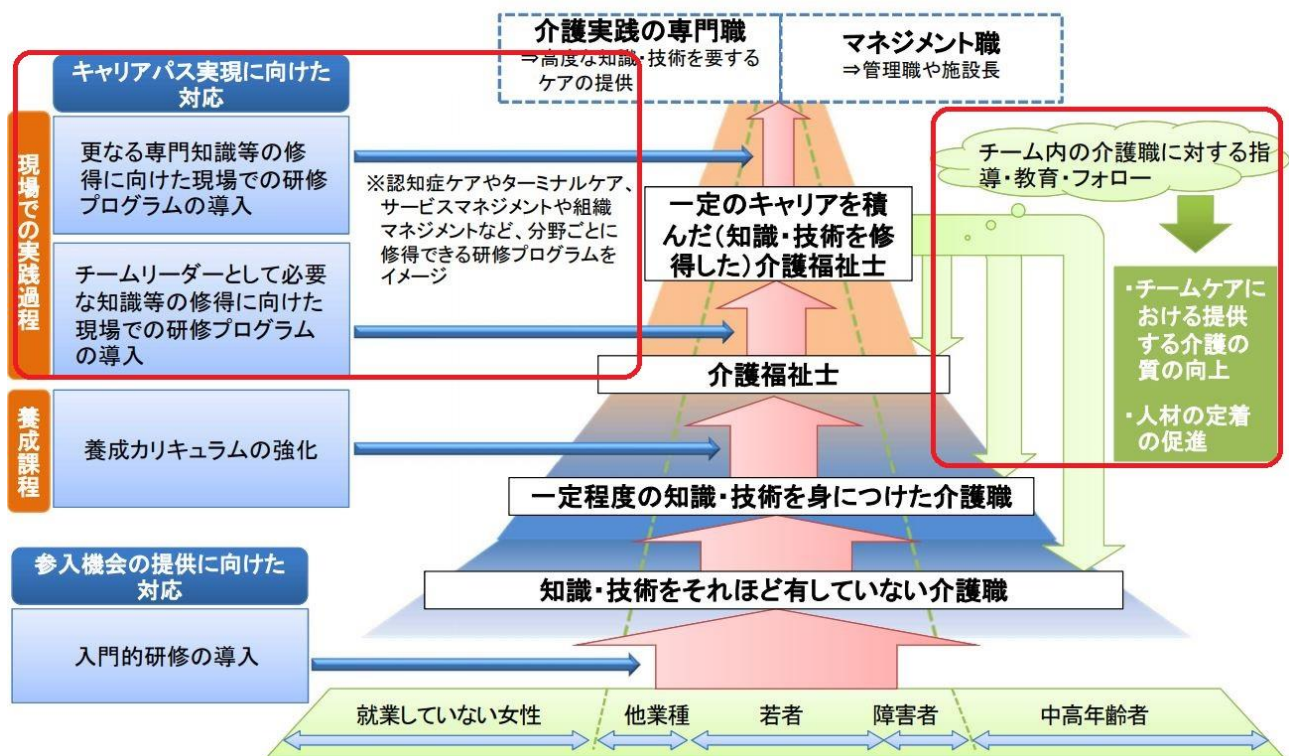 介護実践の専門職
⇒高度な知識・技術を要する
ケアの提供
マネジメント職
⇒管理職や施設長
キャリアパス実現に向けた
対応
現場での実践過程
更なる専門知識等の修
得に向けた現場での研修
プログラムの導入
※認知症ケアやターミナルケア、
サービスマネジメントや組織
マネジメントなど、分野ごとに
修得できる研修プログラムを
イメージ
チームリーダーとして必要
な知識等の修得に向けた
現場での研修プログラム
の導入
一定のキャリアを積
んだ(知識・技術を修
得した)介護福祉士
チーム内の介護職に対する指
導・教育・フォロー
・チームケアに
おける提供
する介護の
質の向上
・人材の定着
の促進
介護福祉士
養成課程
養成カリキュラムの強化
一定程度の知識・技術を身につけた介護職
参入機会の提供に向けた
対応
知識・技術をそれほど有していない介護職
入門的研修の導入
就業していない女性
他業種
若者
障害者
中高年齢者